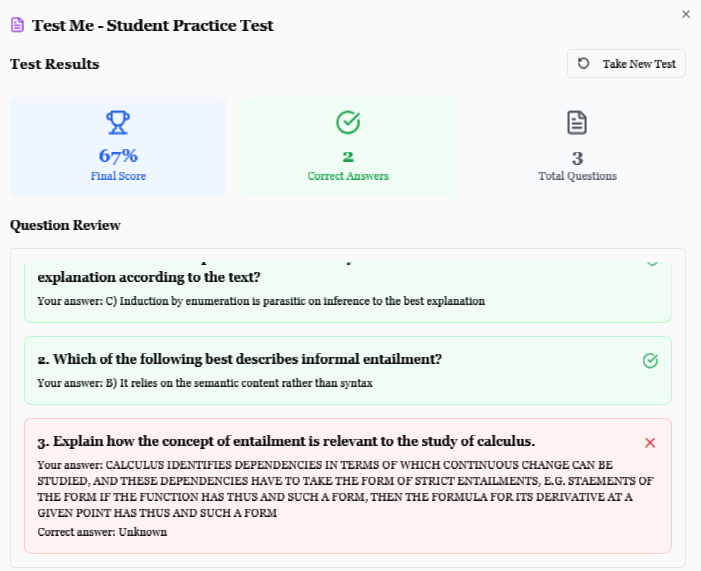 Test Me - Student Practice Test
Test Results
Take New Test
67%
Final Score
2
Correct Answers
3
Total Questions
Question Review
explanation according to the text?
Your answer: C) Induction by enumeration is parasitic on inference to the best explanation
2. Which of the following best describes informal entailment?
Your answer: B) It relies on the semantic content rather than syntax
3. Explain how the concept of entailment is relevant to the study of calculus.
Your answer: CALCULUS IDENTIFIES DEPENDENCIES IN TERMS OF WHICH CONTINUOUS CHANGE CAN BE
STUDIED, AND THESE DEPENDENCIES HAVE TO TAKE THE FORM OF STRICT ENTAILMENTS, E.G. STAEMENTS OF
THE FORM IF THE FUNCTION HAS THUS AND SUCH A FORM, THEN THE FORMULA FOR ITS DERIVATIVE AT A
GIVEN POINT HAS THUS AND SUCH A FORM
Correct answer: Unknown